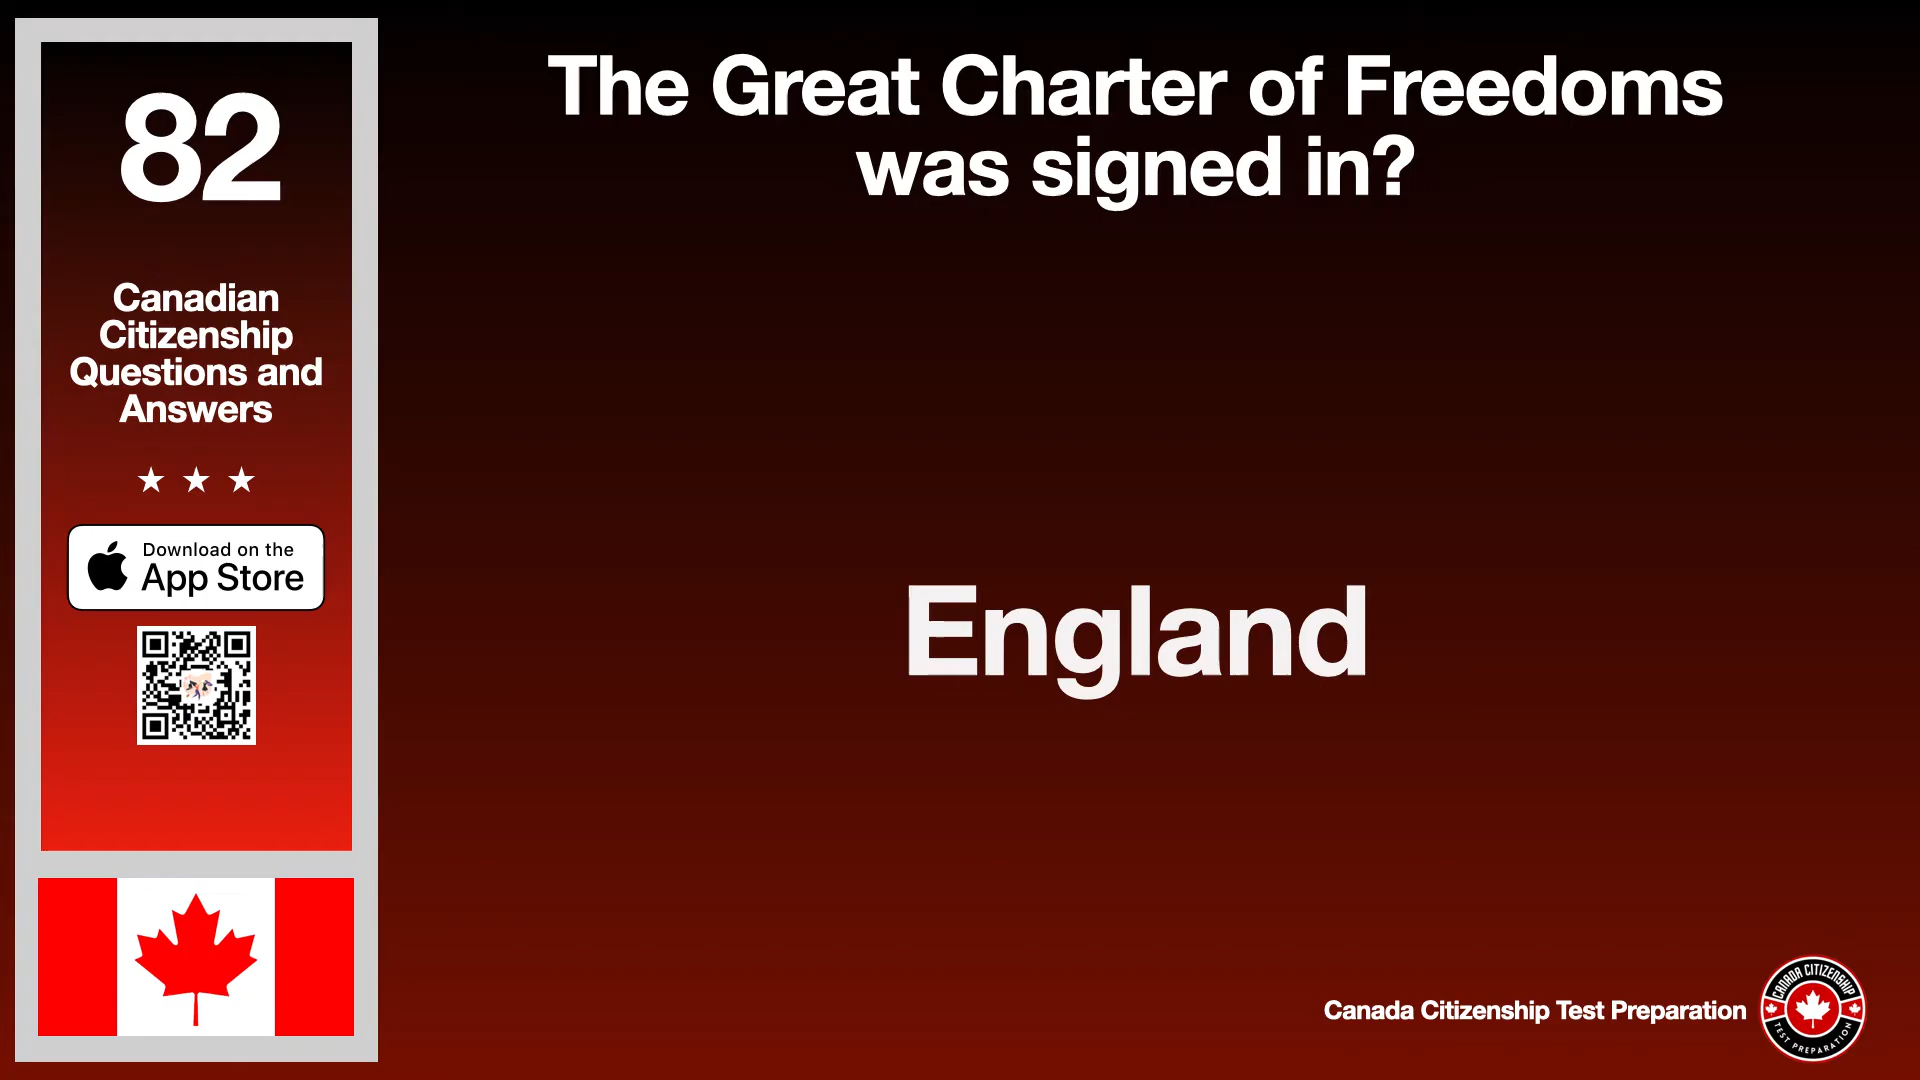 82
Canadian
Citizenship
Questions and
Answers
★ ★ ★
Download on the
App Store
The Great Charter of Freedoms
was signed in?
England
Canada Citizenship Test Preparation
CANADA CITIZENSHIP
TEST PREPARATION